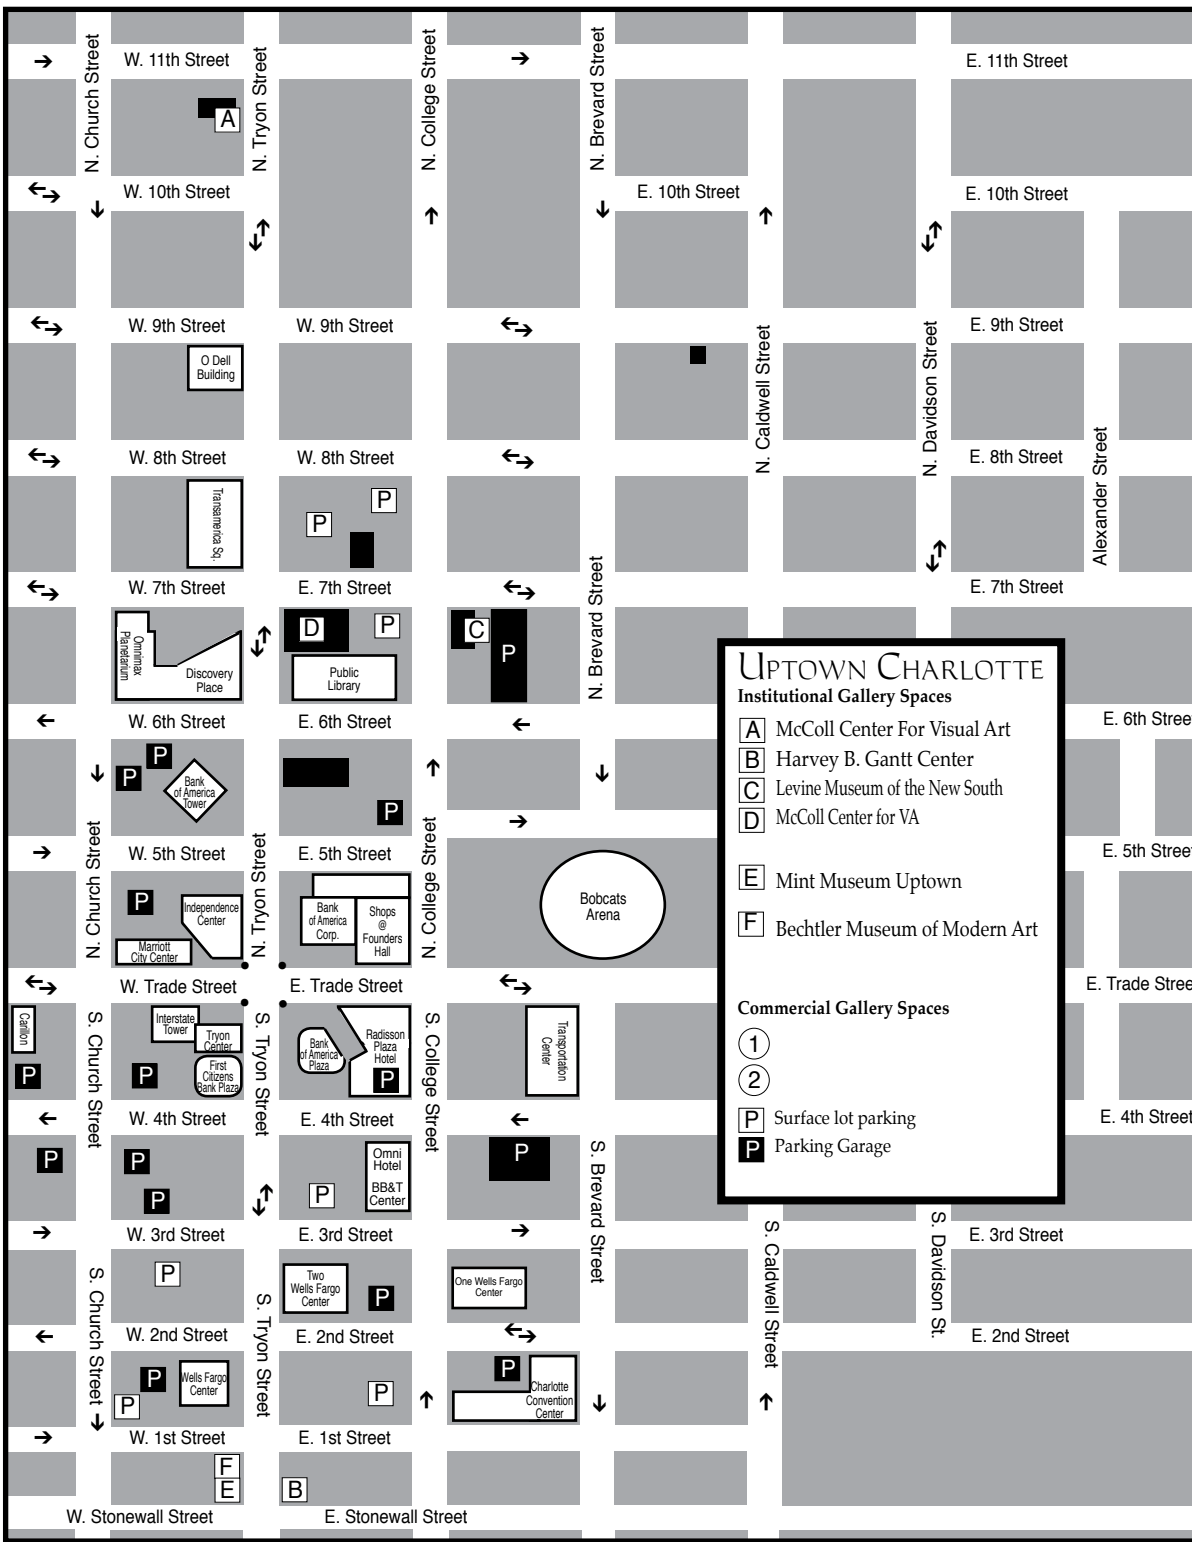 W. 11th Street
E. 11th Street
N. Church Street
N. Tryon Street
N. College Street
N. Brevard Street
A
W. 10th Street
E. 10th Street
E. 10th Street
W. 9th Street
W. 9th Street
E. 9th Street
O Dell
Building
N. Caldwell Street
N. Davidson Street
W. 8th Street
W. 8th Street
E. 8th Street
Alexander Street
Transamerica Sq.
P
P
W. 7th Street
E. 7th Street
E. 7th Street
N. Brevard Street
Omnimax
Planetarium
Discovery
Place
D
P
Public
Library
C
P
W. 6th Street
E. 6th Street
E. 6th Stree
P
P
Bank
of America
Tower
P
W. 5th Street
E. 5th Street
E. 5th Stree
N. Church Street
N. Tryon Street
N. College Street
P
Independence
Center
Marriott
City Center
Bank
of America
Corp.
Shops
@
Founders
Hall
Bobcats
Arena
W. Trade Street
E. Trade Street
E. Trade Stree
Carillon
P
S. Church Street
Interstate
Tower
Tryon
Center
P
First
Citizens
Bank Plaza
S. Tryon Street
Bank
of America
Plaza
Radisson
Plaza
Hotel
P
S. College Street
Transportation
Center
W. 4th Street
E. 4th Street
E. 4th Street
P
P
P
P
Omni
Hotel
BB&T
Center
P
S. Brevard Street
W. 3rd Street
E. 3rd Street
E. 3rd Street
S. Church Street
P
S. Tryon Street
Two
Wells Fargo
Center
P
One Wells Fargo
Center
S. Caldwell Street
S. Davidson St.
W. 2nd Street
E. 2nd Street
E. 2nd Street
P
P
Wells Fargo
Center
P
P
Charlotte
Convention
Center
W. 1st Street
E. 1st Street
F
E
B
W. Stonewall Street
E. Stonewall Street
UPTOWN CHARLOTTE
Institutional Gallery Spaces
A McColl Center For Visual Art
B Harvey B. Gantt Center
C Levine Museum of the New South
D McColl Center for VA
E Mint Museum Uptown
F Bechtler Museum of Modern Art
Commercial Gallery Spaces
1
2
P Surface lot parking
P Parking Garage